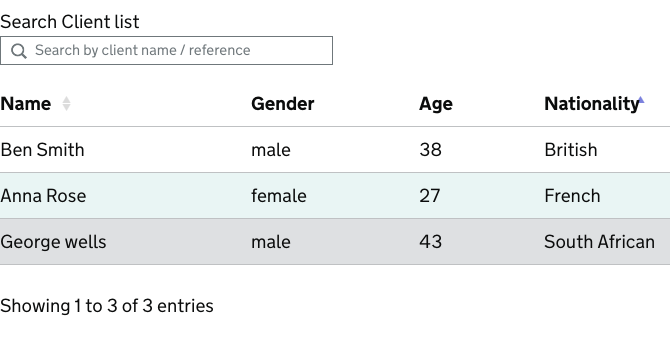 Search Client list
Search by client name / reference
Name Gender Age Nationality
Ben Smith male 38 British
Anna Rose female 27 French
George wells male 43 South African
Showing 1 to 3 of 3 entries